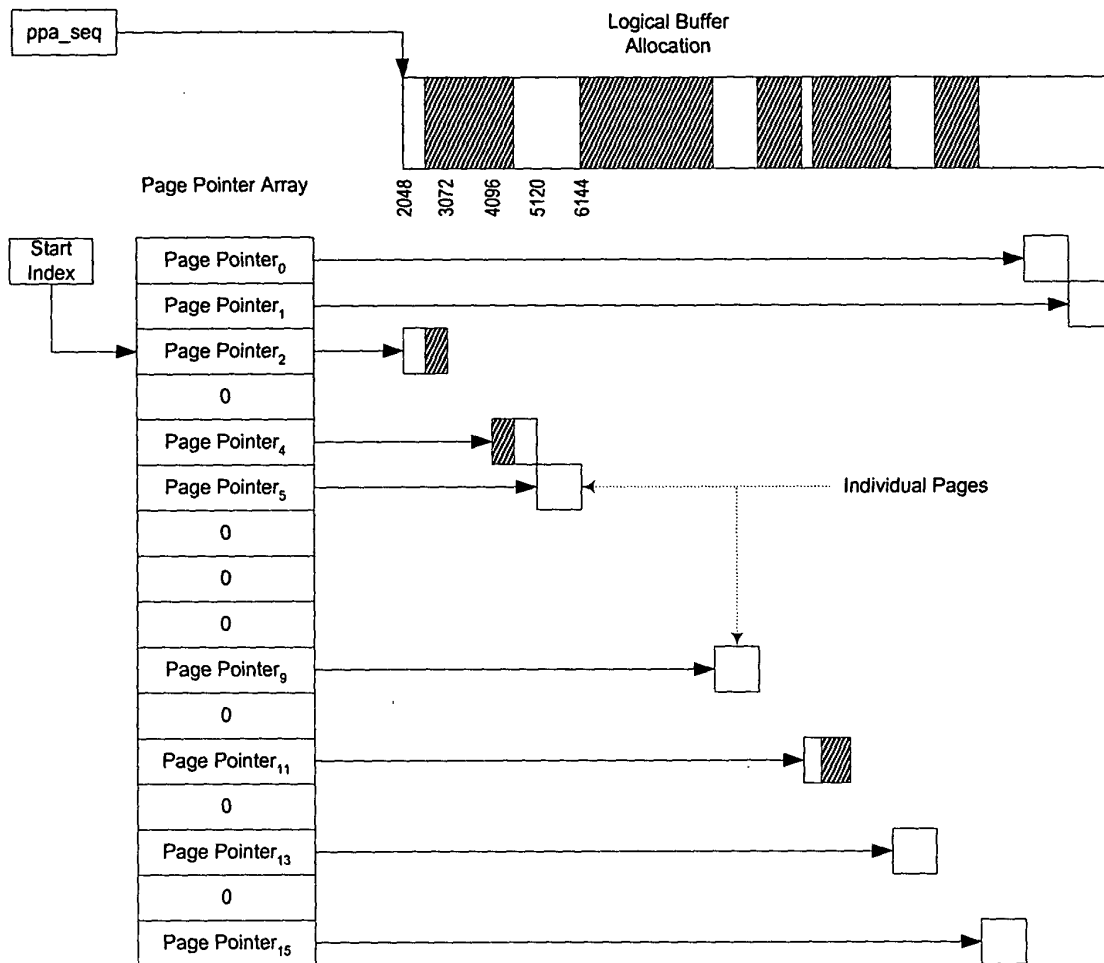 ppa_seq
Logical Buffer
Allocation
2048
3072
4096
5120
6144
Page Pointer Array
Start
Index
Page Pointer₀
Page Pointer₁
Page Pointer₂
0
Page Pointer₄
Page Pointer₅
Individual Pages
0
0
0
Page Pointer₉
0
Page Pointer₁₁
0
Page Pointer₁₃
0
Page Pointer₁₅